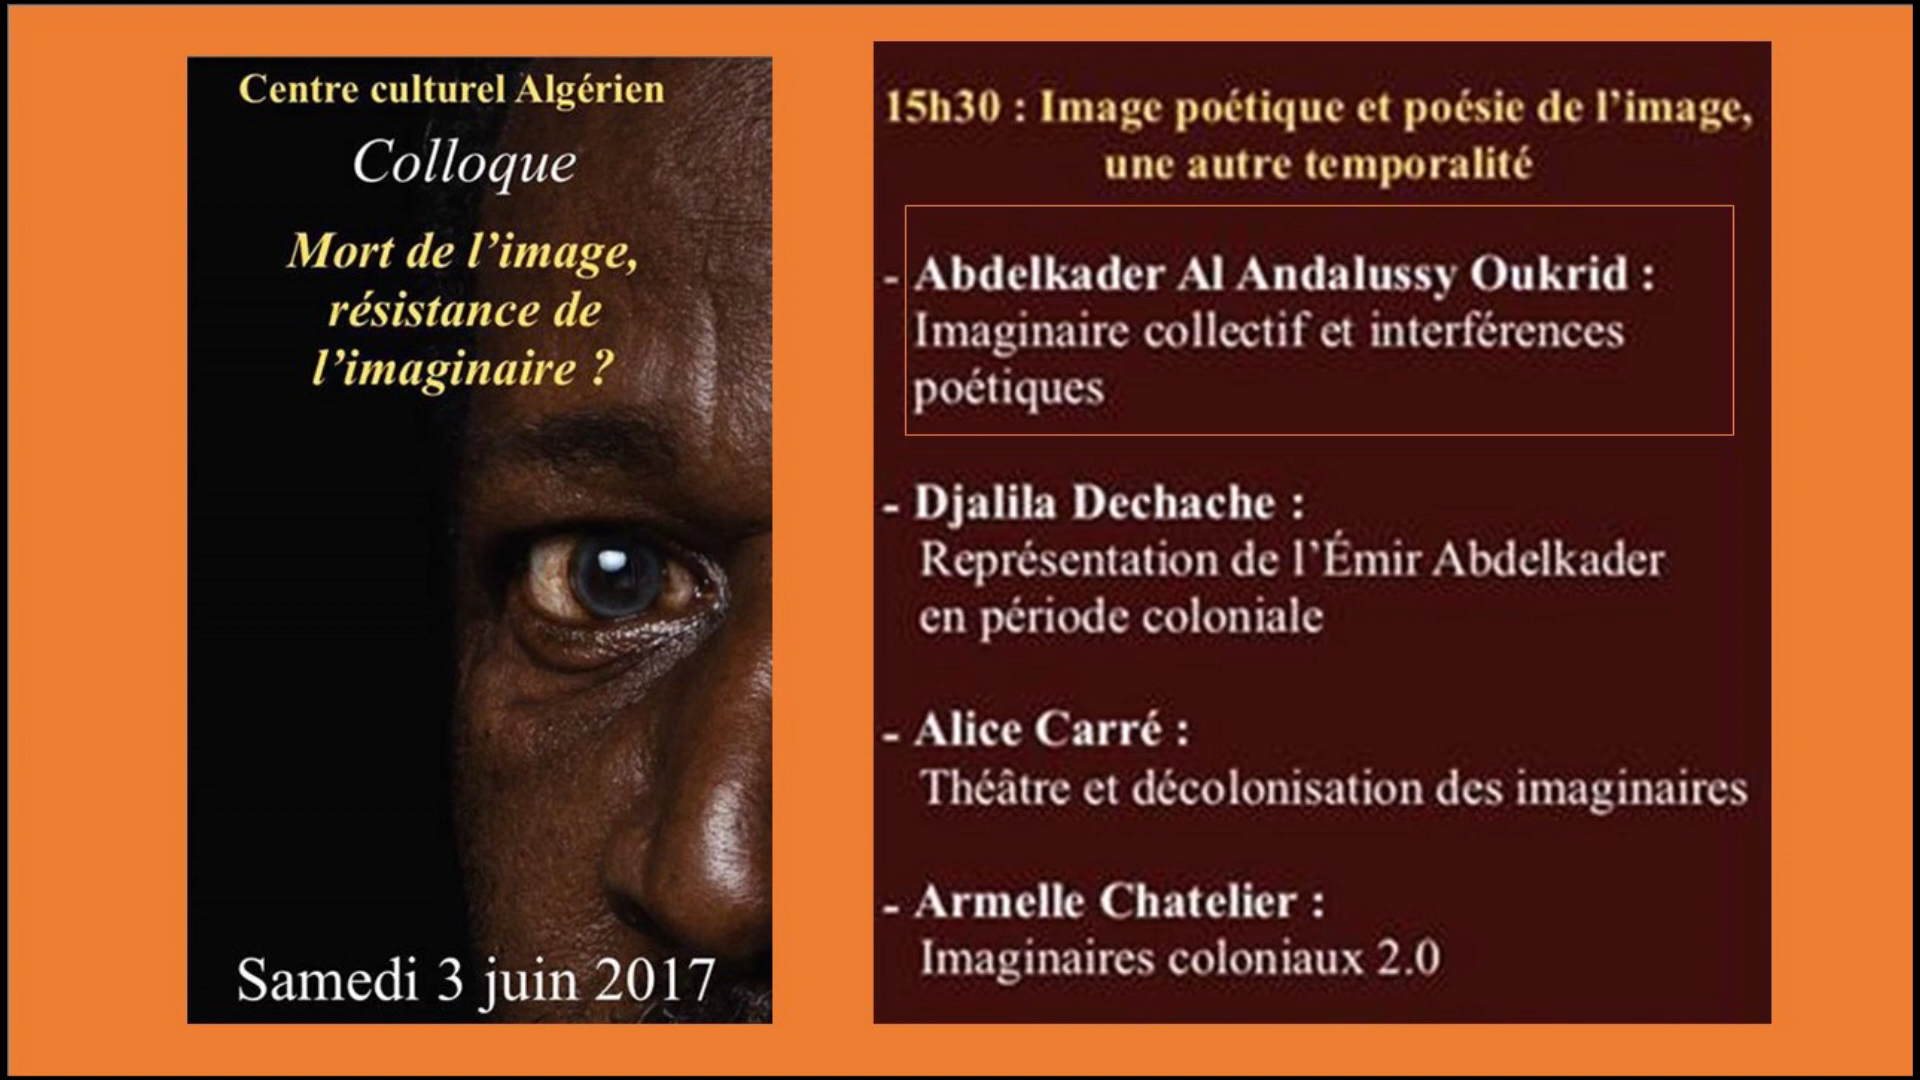 Centre culturel Algérien
Colloque
Mort de l’image,
résistance de
l’imaginaire ?
Samedi 3 juin 2017
15h30 : Image poétique et poésie de l’image,
une autre temporalité
- Abdelkader Al Andalussy Oukrid :
Imaginaire collectif et interférences
poétiques
- Djalila Dechache :
Représentation de l’Émir Abdelkader
en période coloniale
- Alice Carré :
Théâtre et décolonisation des imaginaires
- Armelle Chatelier :
Imaginaires coloniaux 2.0